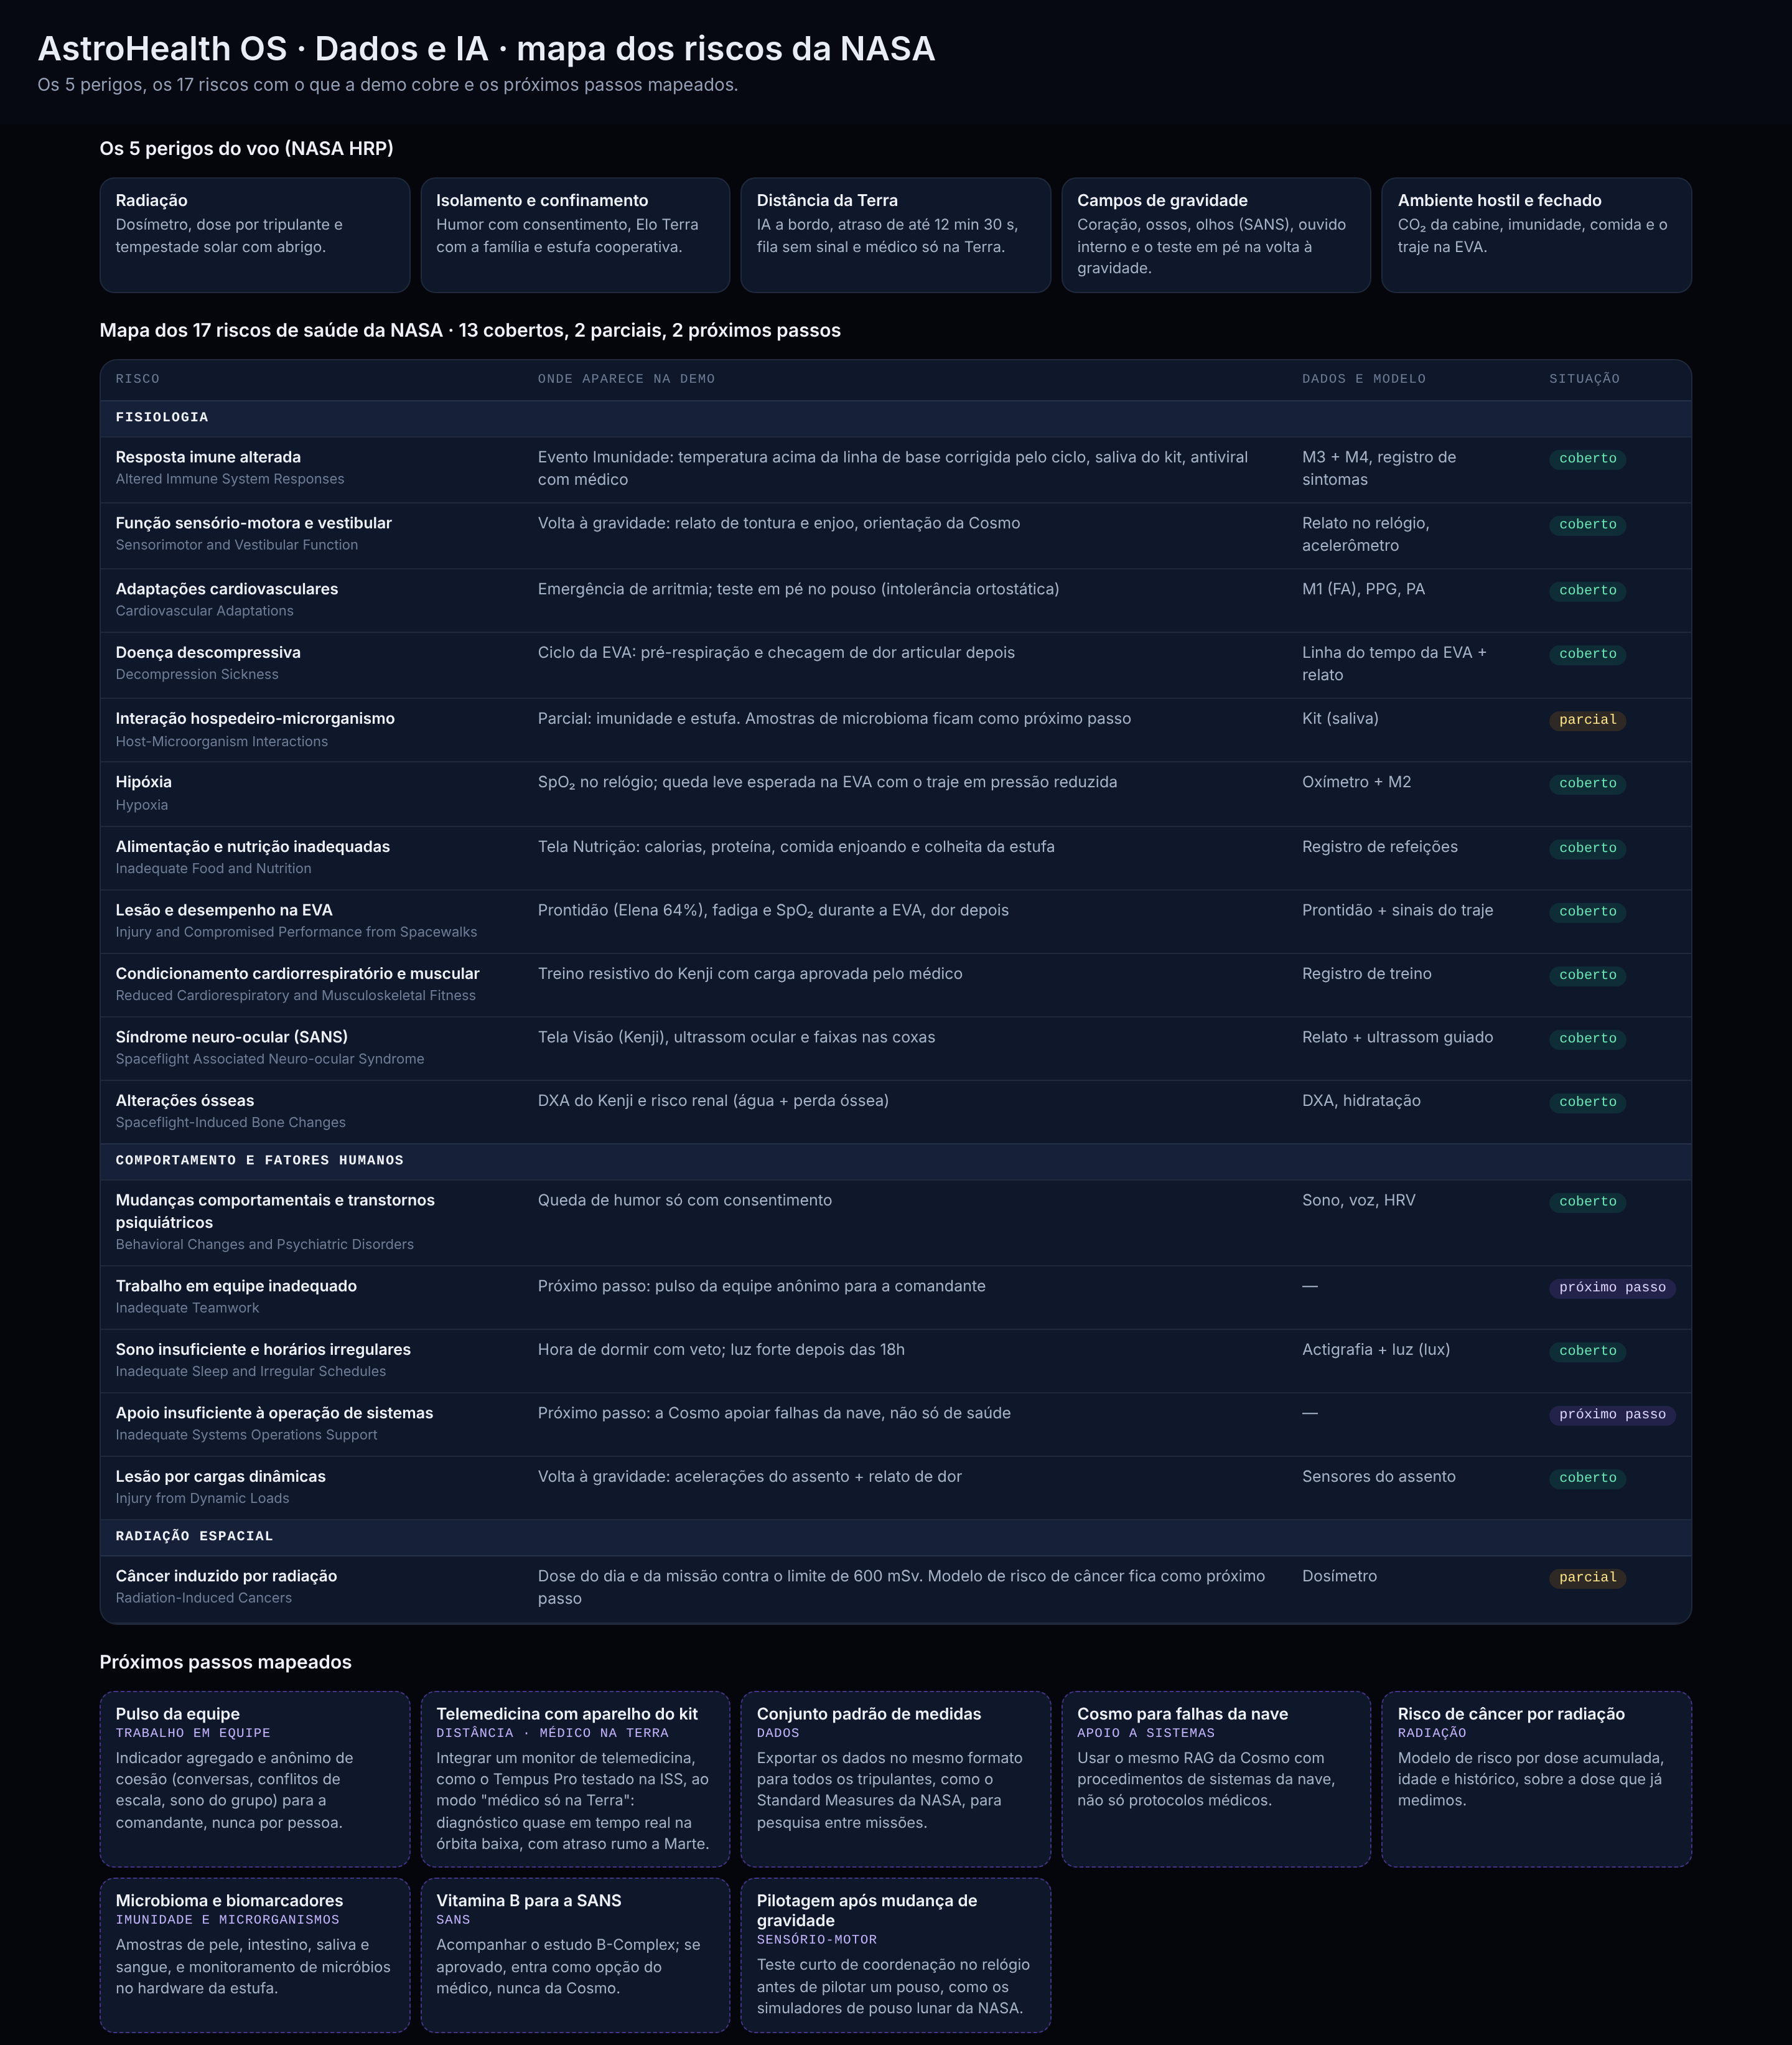 AstroHealth OS · Dados e IA · mapa dos riscos da NASA
Os 5 perigos, os 17 riscos com o que a demo cobre e os próximos passos mapeados.
Os 5 perigos do voo (NASA HRP)
Radiação
Dosímetro, dose por tripulante e
tempestade solar com abrigo.
Isolamento e confinamento
Humor com consentimento, Elo Terra
com a família e estufa cooperativa.
Distância da Terra
IA a bordo, atraso de até 12 min 30 s,
fila sem sinal e médico só na Terra.
Campos de gravidade
Coração, ossos, olhos (SANS), ouvido
interno e o teste em pé na volta à
gravidade.
Ambiente hostil e fechado
CO₂ da cabine, imunidade, comida e o
traje na EVA.
Mapa dos 17 riscos de saúde da NASA · 13 cobertos, 2 parciais, 2 próximos passos
RISCO ONDE APARECE NA DEMO DADOS E MODELO SITUAÇÃO
FISIOLOGIA
Resposta imune alterada
Altered Immune System Responses
Evento Imunidade: temperatura acima da linha de base corrigida pelo ciclo, saliva do kit, antiviral
com médico
M3 + M4, registro de
sintomas
coberto
Função sensório-motora e vestibular
Sensorimotor and Vestibular Function
Volta à gravidade: relato de tontura e enjoo, orientação da Cosmo
Relato no relógio,
acelerômetro
coberto
Adaptações cardiovasculares
Cardiovascular Adaptations
Emergência de arritmia; teste em pé no pouso (intolerância ortostática)
M1 (FA), PPG, PA
coberto
Doença descompressiva
Decompression Sickness
Ciclo da EVA: pré-respiração e checagem de dor articular depois
Linha do tempo da EVA +
relato
coberto
Interação hospedeiro-microrganismo
Host-Microorganism Interactions
Parcial: imunidade e estufa. Amostras de microbioma ficam como próximo passo
Kit (saliva)
parcial
Hipóxia
Hypoxia
SpO₂ no relógio; queda leve esperada na EVA com o traje em pressão reduzida
Oxímetro + M2
coberto
Alimentação e nutrição inadequadas
Inadequate Food and Nutrition
Tela Nutrição: calorias, proteína, comida enjoando e colheita da estufa
Registro de refeições
coberto
Lesão e desempenho na EVA
Injury and Compromised Performance from Spacewalks
Prontidão (Elena 64%), fadiga e SpO₂ durante a EVA, dor depois
Prontidão + sinais do traje
coberto
Condicionamento cardiorrespiratório e muscular
Reduced Cardiorespiratory and Musculoskeletal Fitness
Treino resistivo do Kenji com carga aprovada pelo médico
Registro de treino
coberto
Síndrome neuro-ocular (SANS)
Spaceflight Associated Neuro-ocular Syndrome
Tela Visão (Kenji), ultrassom ocular e faixas nas coxas
Relato + ultrassom guiado
coberto
Alterações ósseas
Spaceflight-Induced Bone Changes
DXA do Kenji e risco renal (água + perda óssea)
DXA, hidratação
coberto
COMPORTAMENTO E FATORES HUMANOS
Mudanças comportamentais e transtornos
psiquiátricos
Behavioral Changes and Psychiatric Disorders
Queda de humor só com consentimento
Sono, voz, HRV
coberto
Trabalho em equipe inadequado
Inadequate Teamwork
Próximo passo: pulso da equipe anônimo para a comandante
—
próximo passo
Sono insuficiente e horários irregulares
Inadequate Sleep and Irregular Schedules
Hora de dormir com veto; luz forte depois das 18h
Actigrafia + luz (lux)
coberto
Apoio insuficiente à operação de sistemas
Inadequate Systems Operations Support
Próximo passo: a Cosmo apoiar falhas da nave, não só de saúde
—
próximo passo
Lesão por cargas dinâmicas
Injury from Dynamic Loads
Volta à gravidade: acelerações do assento + relato de dor
Sensores do assento
coberto
RADIAÇÃO ESPACIAL
Câncer induzido por radiação
Radiation-Induced Cancers
Dose do dia e da missão contra o limite de 600 mSv. Modelo de risco de câncer fica como próximo
passo
Dosímetro
parcial
Próximos passos mapeados
Pulso da equipe
TRABALHO EM EQUIPE
Indicador agregado e anônimo de
coesão (conversas, conflitos de
escala, sono do grupo) para a
comandante, nunca por pessoa.
Telemedicina com aparelho do kit
DISTÂNCIA · MÉDICO NA TERRA
Integrar um monitor de telemedicina,
como o Tempus Pro testado na ISS, ao
modo "médico só na Terra":
diagnóstico quase em tempo real na
órbita baixa, com atraso rumo a Marte.
Conjunto padrão de medidas
DADOS
Exportar os dados no mesmo formato
para todos os tripulantes, como o
Standard Measures da NASA, para
pesquisa entre missões.
Cosmo para falhas da nave
APOIO A SISTEMAS
Usar o mesmo RAG da Cosmo com
procedimentos de sistemas da nave,
não só protocolos médicos.
Risco de câncer por radiação
RADIAÇÃO
Modelo de risco por dose acumulada,
idade e histórico, sobre a dose que já
medimos.
Microbioma e biomarcadores
IMUNIDADE E MICRORGANISMOS
Amostras de pele, intestino, saliva e
sangue, e monitoramento de micróbios
no hardware da estufa.
Vitamina B para a SANS
SANS
Acompanhar o estudo B-Complex; se
aprovado, entra como opção do
médico, nunca da Cosmo.
Pilotagem após mudança de
gravidade
SENSÓRIO-MOTOR
Teste curto de coordenação no relógio
antes de pilotar um pouso, como os
simuladores de pouso lunar da NASA.